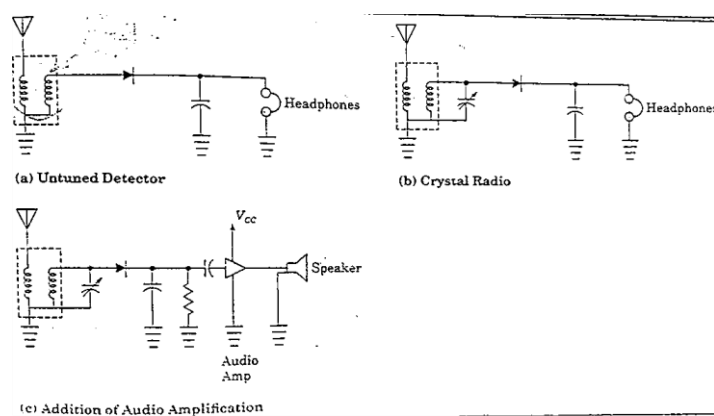 Headphones
(a) Untuned Detector
Headphones
(b) Crystal Radio
Vcc
Speaker
Audio
Amp
(c) Addition of Audio Amplification